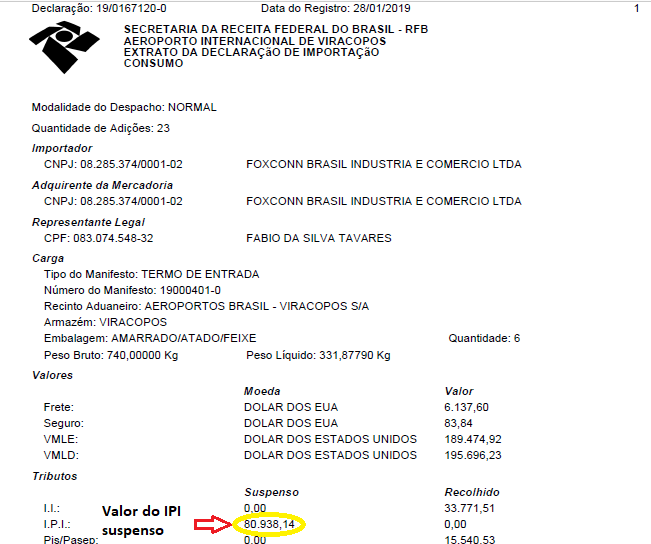 Declaração: 19/0167120-0 Data do Registro: 28/01/2019 1
SECRETARIA DA RECEITA FEDERAL DO BRASIL - RFB
AEROPORTO INTERNACIONAL DE VIRACOPOS
EXTRATO DA DECLARAÇãO DE IMPORTAÇãO
CONSUMO
Modalidade do Despacho: NORMAL
Quantidade de Adições: 23
Importador
CNPJ: 08.285.374/0001-02 FOXCONN BRASIL INDUSTRIA E COMERCIO LTDA
Adquirente da Mercadoria
CNPJ: 08.285.374/0001-02 FOXCONN BRASIL INDUSTRIA E COMERCIO LTDA
Representante Legal
CPF: 083.074.548-32 FABIO DA SILVA TAVARES
Carga
Tipo do Manifesto: TERMO DE ENTRADA
Número do Manifesto: 19000401-0
Recinto Aduaneiro: AEROPORTOS BRASIL - VIRACOPOS S/A
Armazém: VIRACOPOS
Embalagem: AMARRADO/ATADO/FEIXE Quantidade: 6
Peso Bruto: 740,00000 Kg Peso Líquido: 331,87790 Kg
Valores
Moeda Valor
Frete: DOLAR DOS EUA 6.137,60
Seguro: DOLAR DOS EUA 83,84
VMLE: DOLAR DOS ESTADOS UNIDOS 189.474,92
VMLD: DOLAR DOS ESTADOS UNIDOS 195.696,23
Tributos
Suspenso Recolhido
I.I.: 0,00 33.771,51
I.P.I.: 80.938,14 0,00
Valor do IPI
suspenso
Pis/Pasep: 0,00 15.540,53